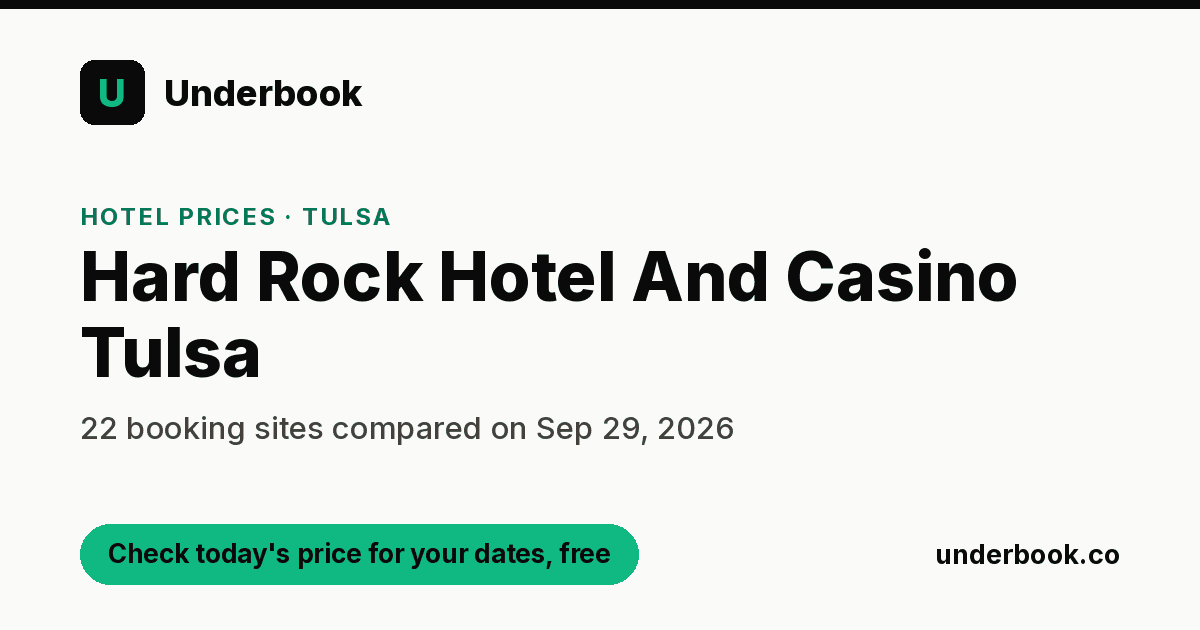 U Underbook
HOTEL PRICES · TULSA
Hard Rock Hotel And Casino
Tulsa
22 booking sites compared on Sep 29, 2026
Check today's price for your dates, free
underbook.co